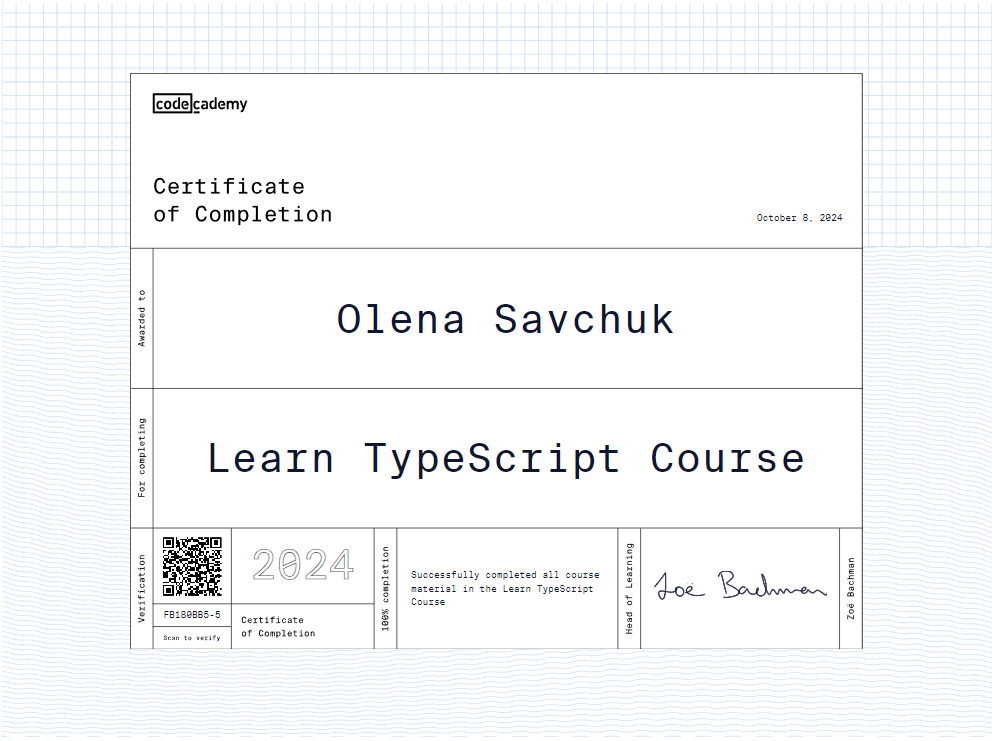 codecademy
Certificate
of Completion
October 8, 2024
Awarded to
Olena Savchuk
For completing
Learn TypeScript Course
Verification
FB180BB5-5
Scan to verify
2024
Certificate
of Completion
100% completion
Successfully completed all course
material in the Learn TypeScript
Course
Head of Learning
Zoë Bachman
Zoë Bachman